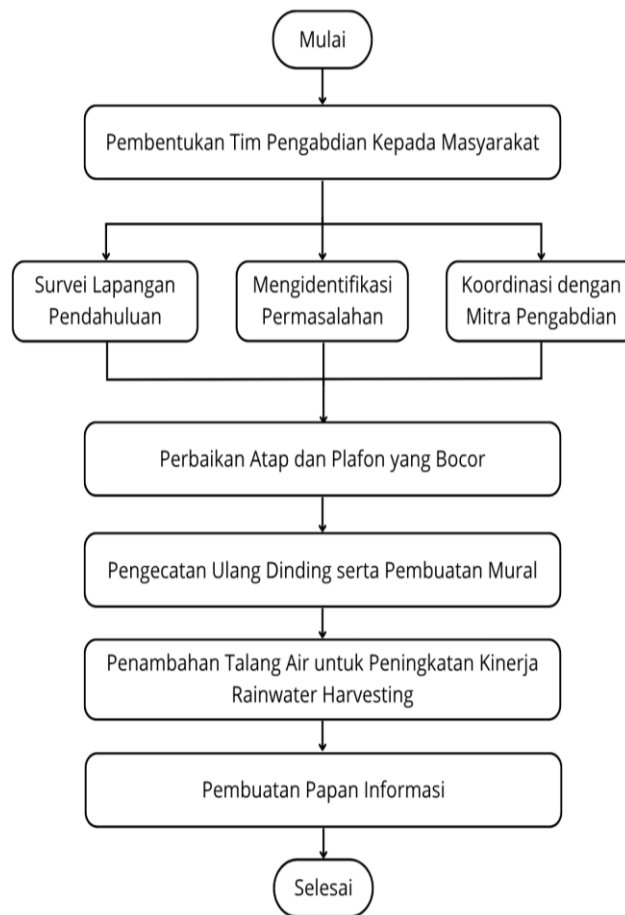 Mulai
Pembentukan Tim Pengabdian Kepada Masyarakat
Survei Lapangan
Pendahuluan
Mengidentifikasi
Permasalahan
Koordinasi dengan
Mitra Pengabdian
Perbaikan Atap dan Plafon yang Bocor
Pengecatan Ulang Dinding serta Pembuatan Mural
Penambahan Talang Air untuk Peningkatan Kinerja
Rainwater Harvesting
Pembuatan Papan Informasi
Selesai